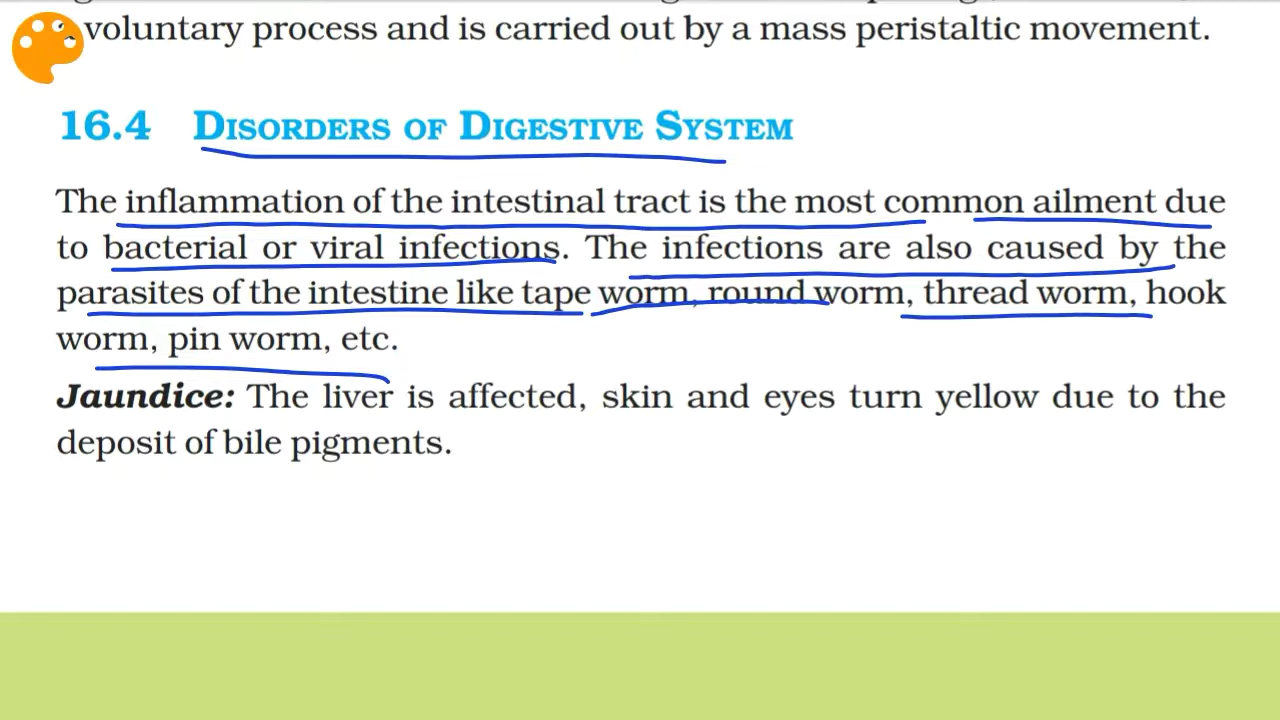 voluntary process and is carried out by a mass peristaltic movement.
16.4 DISORDERS OF DIGESTIVE SYSTEM
The inflammation of the intestinal tract is the most common ailment due
to bacterial or viral infections. The infections are also caused by the
parasites of the intestine like tape worm, round worm, thread worm, hook
worm, pin worm, etc.
Jaundice: The liver is affected, skin and eyes turn yellow due to the
deposit of bile pigments.